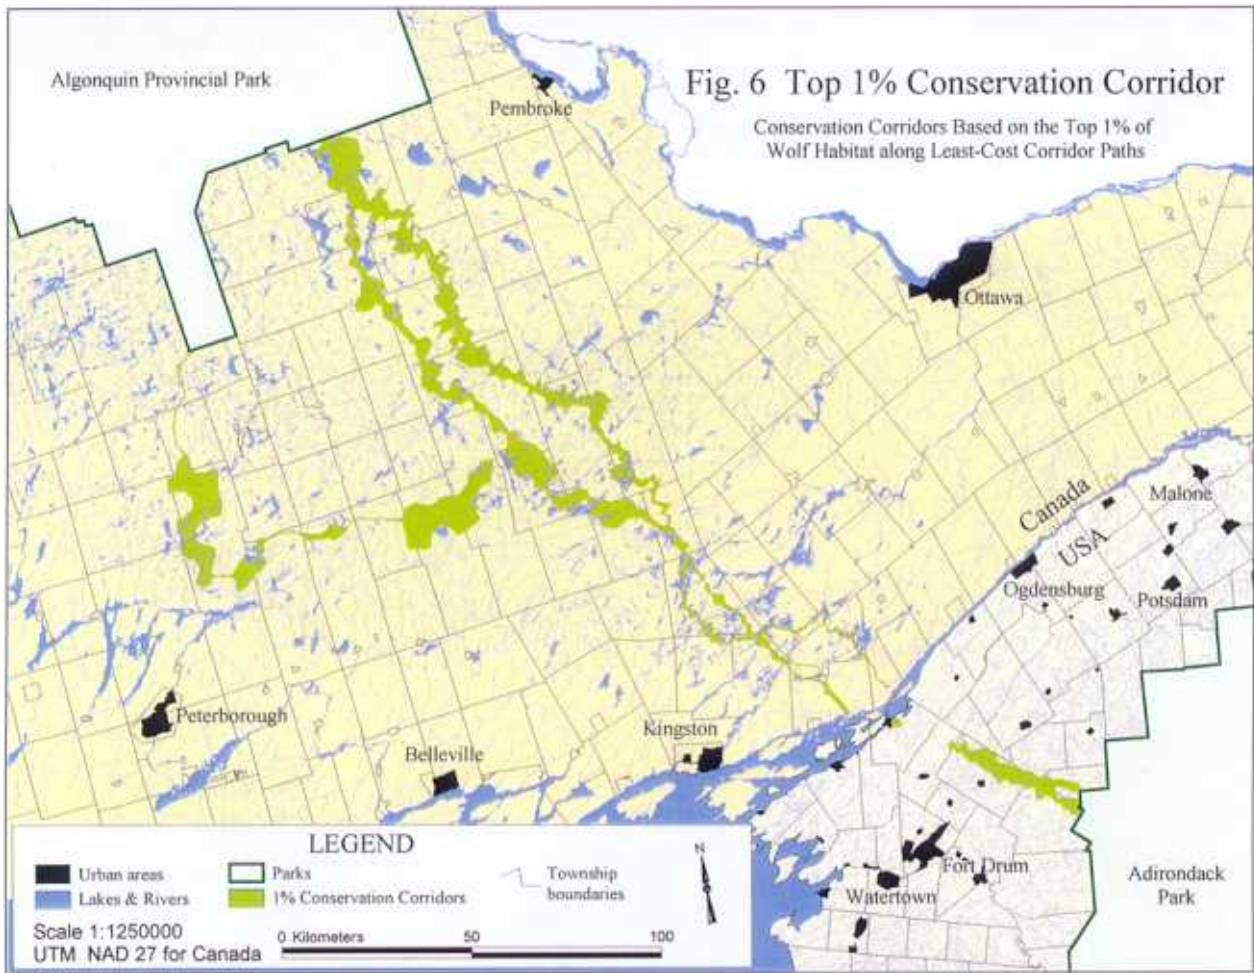 Algonquin Provincial Park
Pembroke
Fig. 6 Top 1% Conservation Corridor
Conservation Corridors Based on the Top 1% of
Wolf Habitat along Least-Cost Corridor Paths
Ottawa
Canada
USA
Malone
Ogdensburg
Potsdam
Peterborough
Belleville
Kingston
Fort Drum
Watertown
Adirondack
Park
LEGEND
Urban areas
Lakes & Rivers
Parks
1% Conservation Corridors
Township
boundaries
N
Scale 1:1250000
UTM NAD 27 for Canada
0 Kilometers 50 100